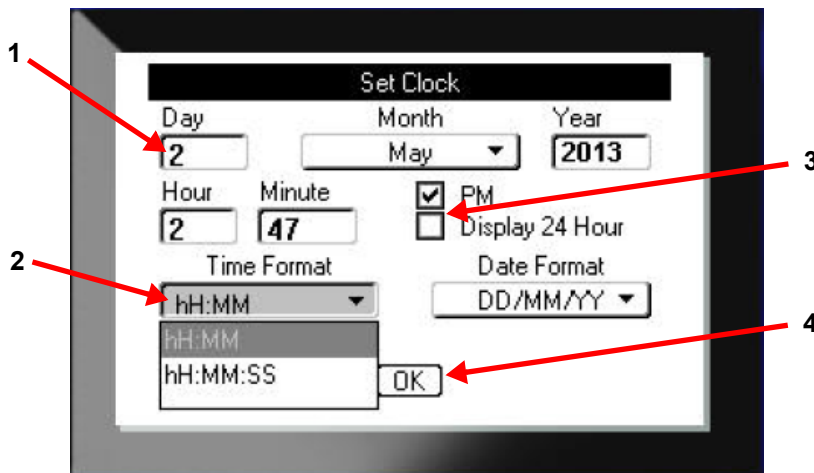 1
Set Clock
Day Month Year
2 May 2013
3
Hour Minute PM
2 47 Display 24 Hour
2
Time Format Date Format
hH:MM DD/MM/YY
hH:MM
4
hH:MM:SS
OK